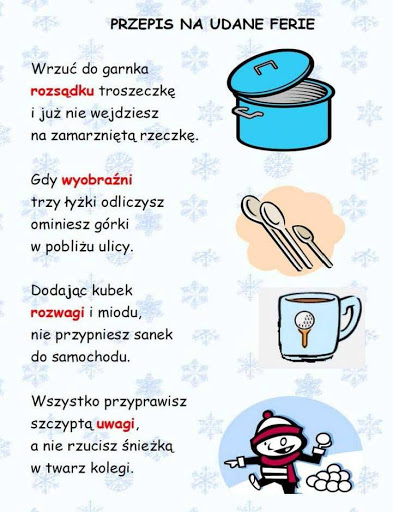 PRZEPIS NA UDANE FERIE
Wrzuć do garnka
rozsądku troszeczkę
i już nie wejdziesz
na zamarzniętą rzeczkę.
Gdy wyobraźni
trzy łyżki odliczysz
ominiesz górki
w pobliżu ulicy.
Dodając kubek
rozwagi i miodu,
nie przypniesz sanek
do samochodu.
Wszystko przyprawisz
szczyptą uwagi,
a nie rzucisz śnieżką
w twarz kolegi.